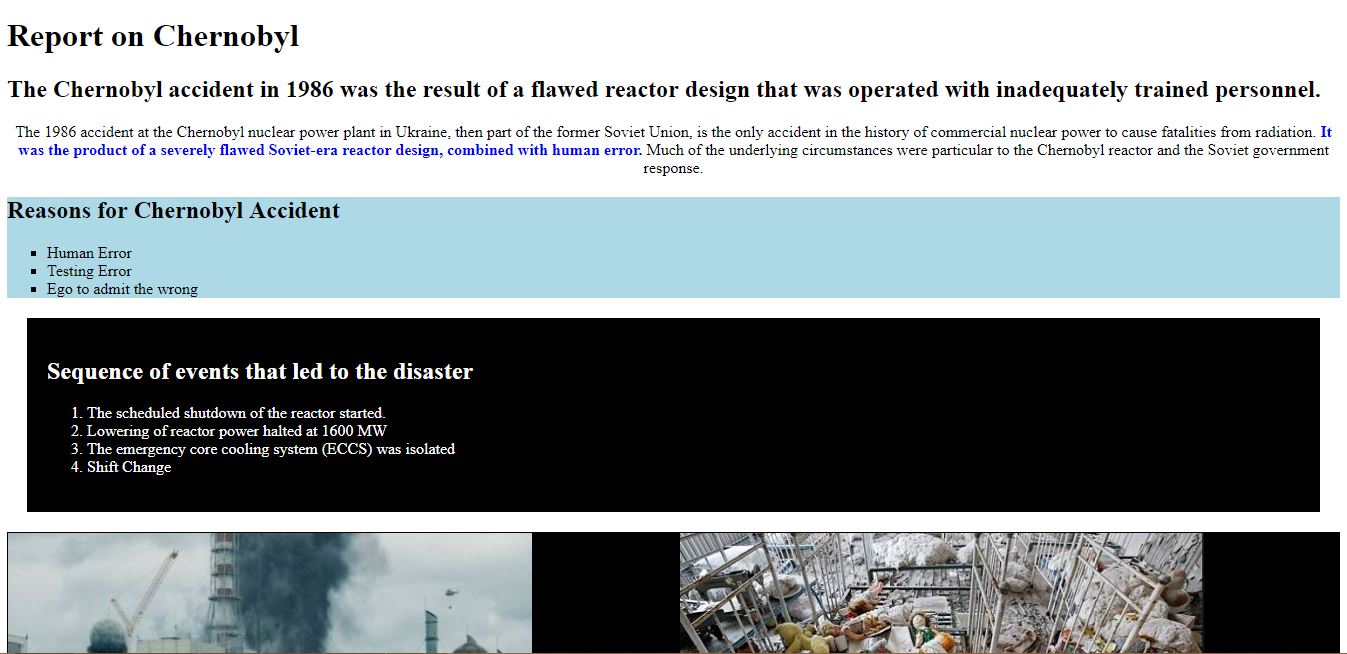 Report on Chernobyl
The Chernobyl accident in 1986 was the result of a flawed reactor design that was operated with inadequately trained personnel.
The 1986 accident at the Chernobyl nuclear power plant in Ukraine, then part of the former Soviet Union, is the only accident in the history of commercial nuclear power to cause fatalities from radiation. It
was the product of a severely flawed Soviet-era reactor design, combined with human error. Much of the underlying circumstances were particular to the Chernobyl reactor and the Soviet government
response.
Reasons for Chernobyl Accident
▪ Human Error
▪ Testing Error
▪ Ego to admit the wrong
Sequence of events that led to the disaster
1. The scheduled shutdown of the reactor started.
2. Lowering of reactor power halted at 1600 MW
3. The emergency core cooling system (ECCS) was isolated
4. Shift Change